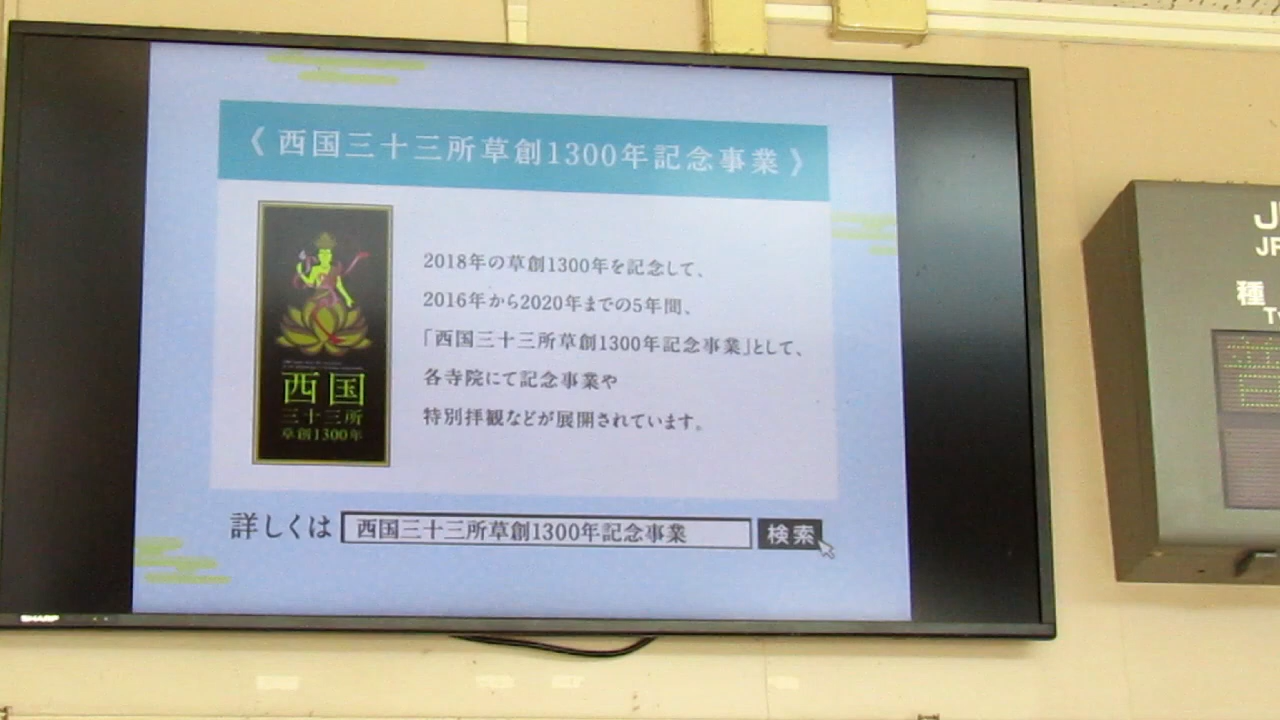 《西国三十三所草創1300年記念事業》
2018年の草創1300年を記念して、
2016年から2020年までの5年間、
「西国三十三所草創1300年記念事業」として、
各寺院にて記念事業や
特別拝観などが展開されています。
西国
三十三所
草創1300年
詳しくは 西国三十三所草創1300年記念事業 検索
SHARP
種